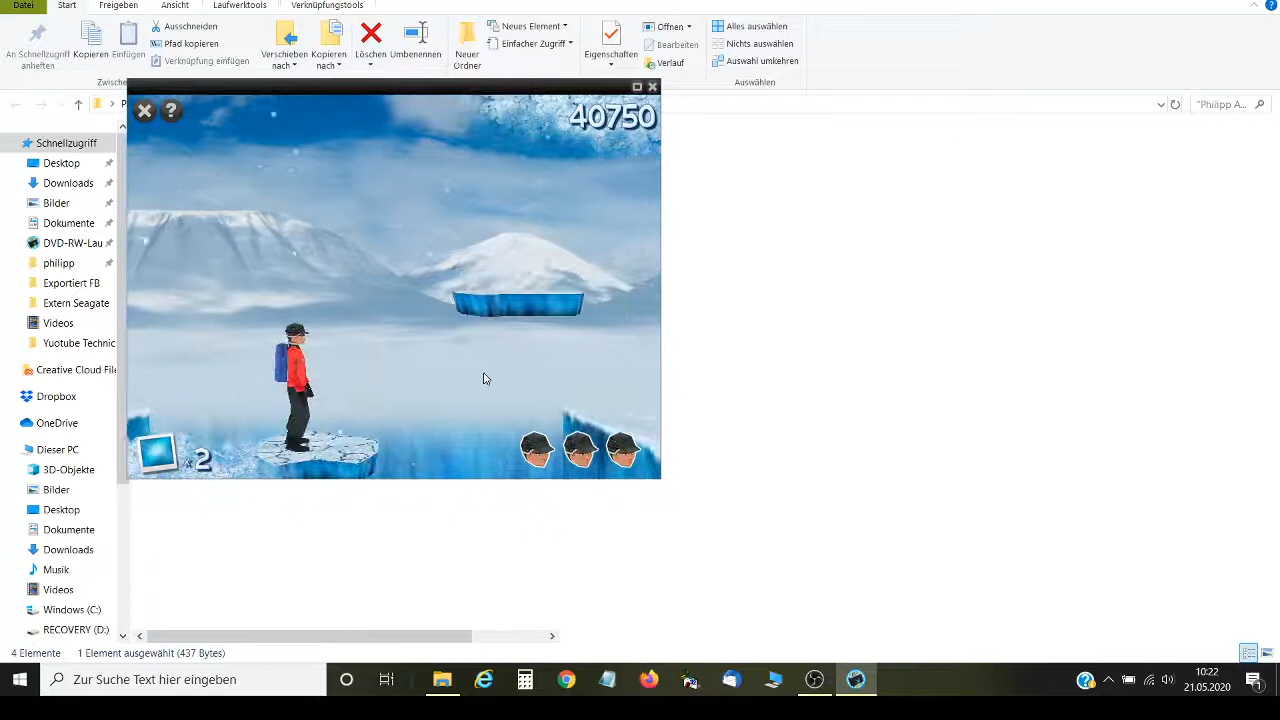 Datei Start Freigeben Ansicht Laufwerktools Verknüpfungstools
An Schnellzugriff anheften
Kopieren
Einfügen
Ausschneiden
Pfad kopieren
Verknüpfung einfügen
Verschieben nach
Kopieren nach
Löschen
Umbenennen
Neuer Ordner
Neues Element
Einfacher Zugriff
Eigenschaften
Öffnen
Bearbeiten
Verlauf
Alles auswählen
Nichts auswählen
Auswahl umkehren
Zwische
Auswählen
P
"Philipp A...
? 40750
x2
Schnellzugriff
Desktop
Downloads
Bilder
Dokumente
DVD-RW-Lau
philipp
Exportiert FB
Extern Seagate
Videos
Yuotube Technic
Creative Cloud File
Dropbox
OneDrive
Dieser PC
3D-Objekte
Bilder
Desktop
Dokumente
Downloads
Musik
Videos
Windows (C:)
RECOVERY (D:)
4 Elemente 1 Element ausgewählt (437 Bytes)
Zur Suche Text hier eingeben
10:22
21.05.2020
1